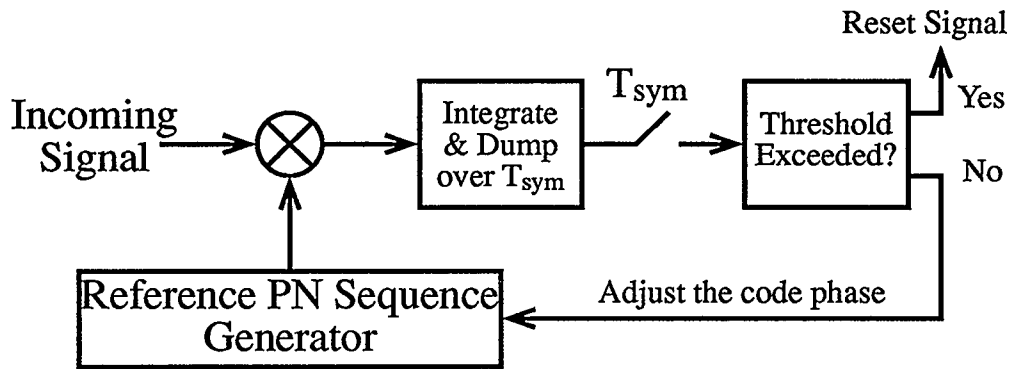 Reset Signal
Incoming
Signal
Integrate
& Dump
over Tsym
Tsym
Threshold
Exceeded?
Yes
No
Reference PN Sequence
Generator
Adjust the code phase